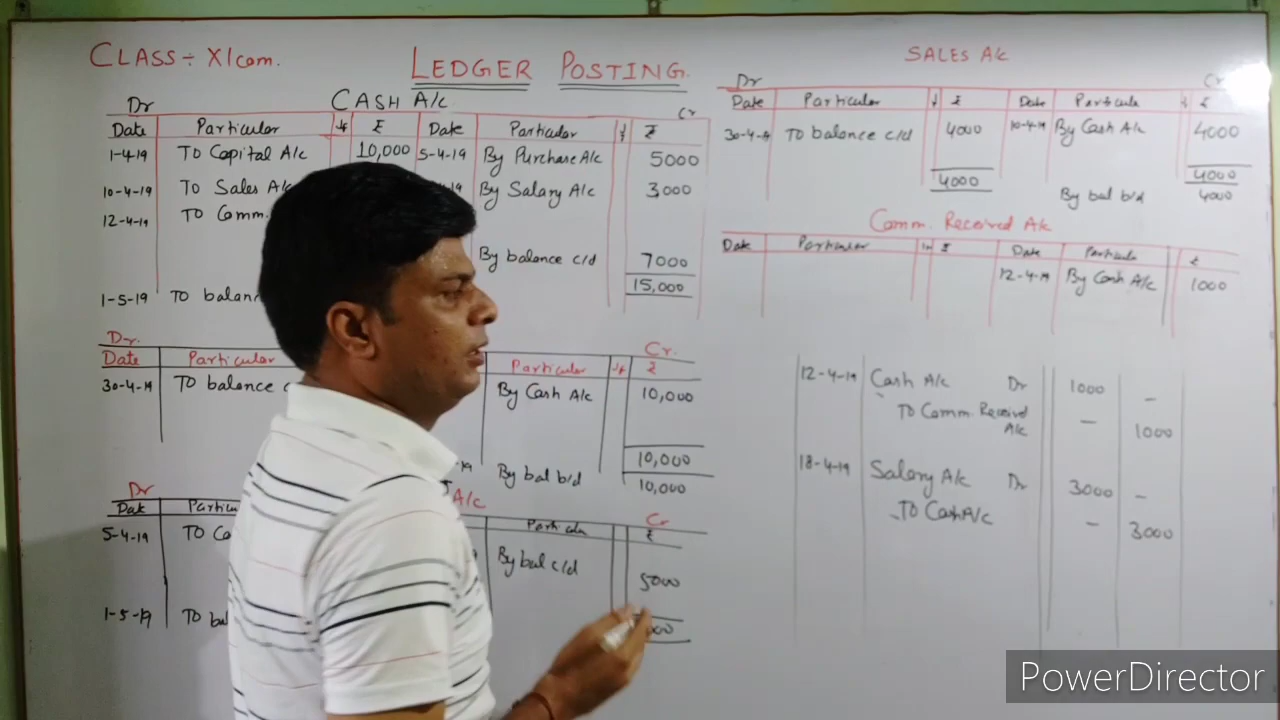 CLASS ÷ XI com.
LEDGER POSTING.
SALES A/c
Dr CASH A/c Cr
Date Particular ₹ Date Particular ₹
1-4-19 To Capital A/c 10,000 5-4-19 By Purchase A/c 5000
10-4-19 To Sales A/c By Salary A/c 3000
12-4-19 To Comm.
By balance c/d 7000
15,000
1-5-19 To balan
Dr. Cr.
Date Particular Particular ₹
30-4-19 To balance By Cash A/c 10,000
10,000
By bal b/d 10,000
Dr A/c Cr
Date Particu Particular ₹
5-4-19 To Ca By bal c/d 5000
1-5-19 To bal
Dr Cr
Date Particular ₹ Date Particula ₹
30-4-19 To balance c/d 4000 10-4-19 By Cash A/c 4000
4000 4000
By bal b/d 4000
Comm. Received A/c
Date Particular ₹ Date Particula ₹
12-4-19 By Cash A/c 1000
12-4-19 Cash A/c Dr 1000 –
To Comm. Received – 1000
A/c
18-4-19 Salary A/c Dr 3000 –
To Cash A/c – 3000
PowerDirector